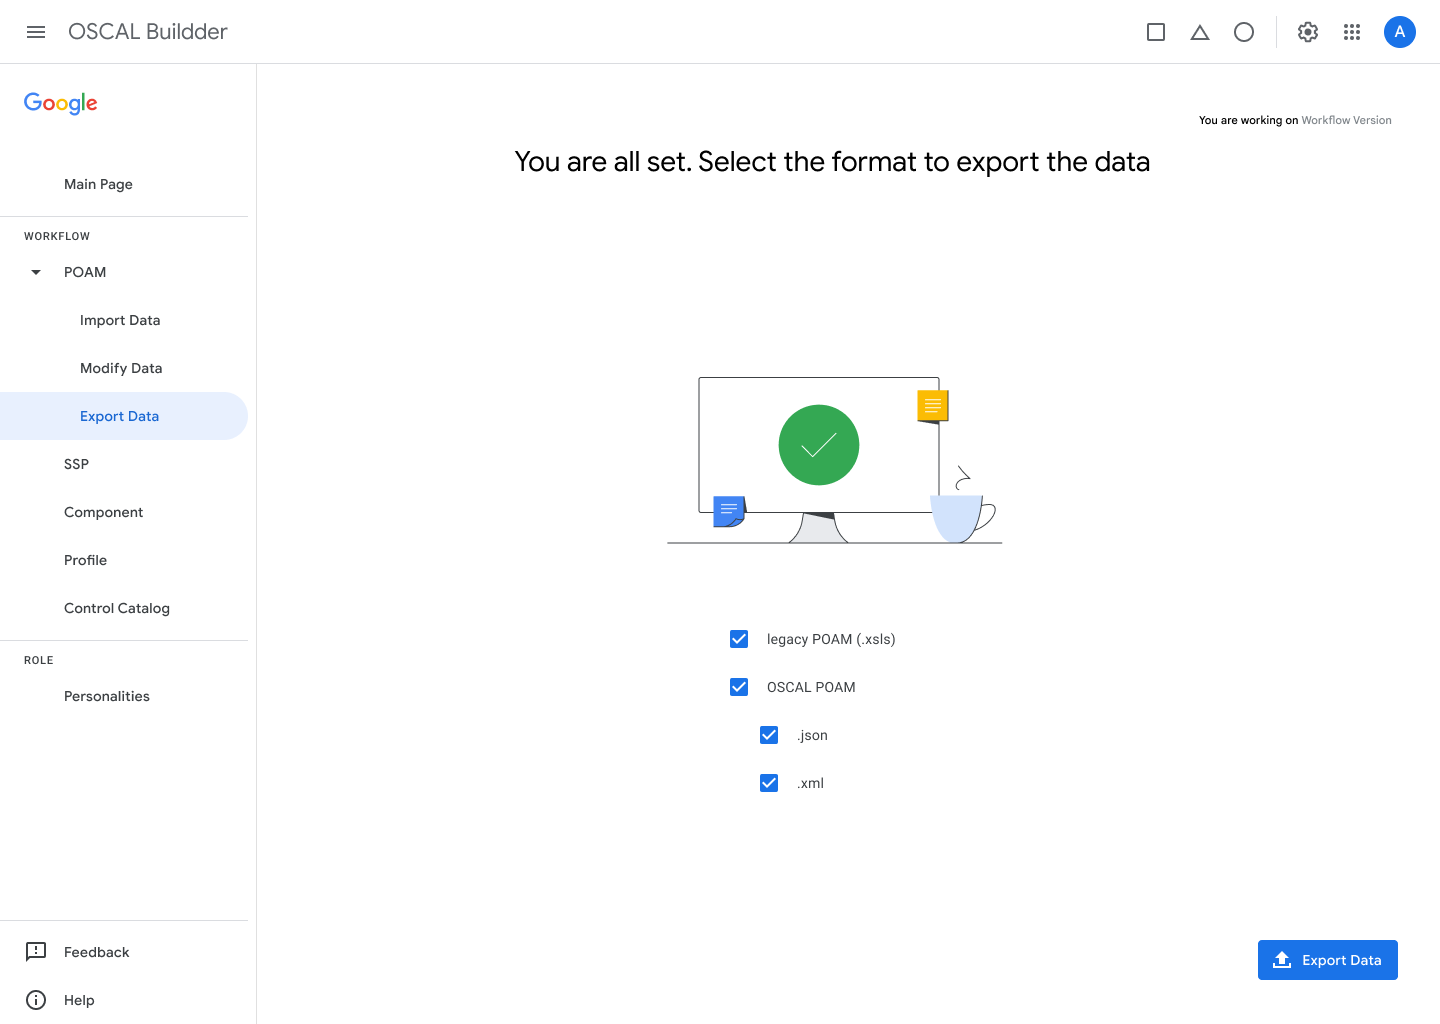 OSCAL Buildder
A
Google
You are working on Workflow Version
You are all set. Select the format to export the data
Main Page
WORKFLOW
POAM
Import Data
Modify Data
Export Data
SSP
Component
Profile
Control Catalog
ROLE
Personalities
legacy POAM (.xsls)
OSCAL POAM
.json
.xml
Feedback
Help
Export Data